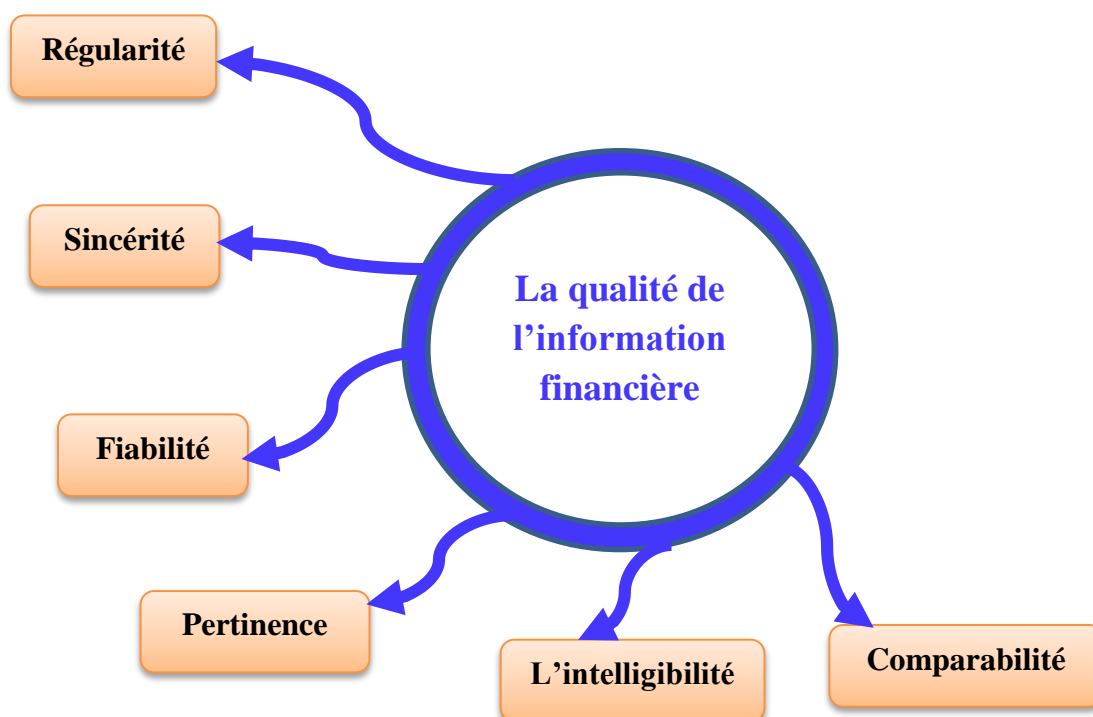 Régularité
Sincérité
La qualité de
l’information
financière
Fiabilité
Pertinence
L’intelligibilité
Comparabilité